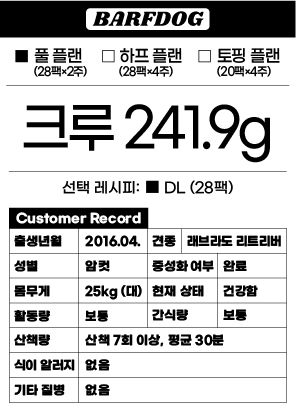 BARFDOG
■ 풀 플랜 □ 하프 플랜 □ 토핑 플랜
(28팩×2주) (28팩×4주) (20팩×4주)
크루 241.9g
선택 레시피: ■ DL (28팩)
Customer Record
출생년월 2016.04. 견종 래브라도 리트리버
성별 암컷 중성화 여부 완료
몸무게 25kg (대) 현재 상태 건강함
활동량 보통 간식량 보통
산책량 산책 7회 이상, 평균 30분
식이 알러지 없음
기타 질병 없음